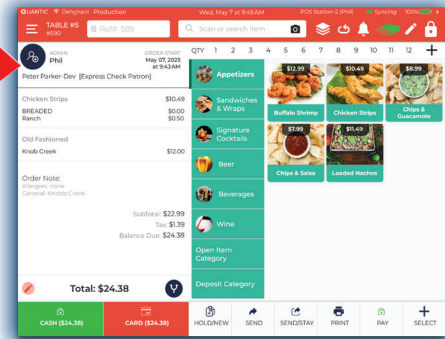 QUANTIC Denghani Production Wed, May 7 at 9:45AM POS Station-2 (Phil) Syncing 100%
TABLE #5
#590
Ref# 589
Scan or search item
ADMIN
Phil
ORDER START
May 07, 2025
at 9:43AM
Peter Parker-Dev [Express Check Patron]
QTY 1 2 3 4 5 6 7 8 9 10 11 12 +
Chicken Strips $10.49
BREADED $0.00
Ranch $0.50
Old Fashioned
Knob Creek $12.00
Order Note:
Allergies: none
General: Knob Creek
SubTotal: $22.99
Tax: $1.39
Balance Due: $24.38
Total: $24.38
Appetizers
Sandwiches
& Wraps
Signature
Cocktails
Beer
Beverages
Wine
Open Item
Category
Deposit Category
$12.99
Buffalo Shrimp
$10.49
Chicken Strips
$8.99
Chips &
Guacamole
$7.99
Chips & Salsa
$11.49
Loaded Nachos
CASH ($24.38)
CARD ($24.38)
HOLD/NEW
SEND
SEND/STAY
PRINT
PAY
SELECT